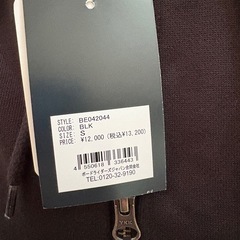 STYLE: BE042044
COLOR: BLK
SIZE: S
PRICE: ¥12,000 (税込¥13,200)
4 550618 336443
ボードライダーズジャパン合同会社
TEL: 0120-32-9190